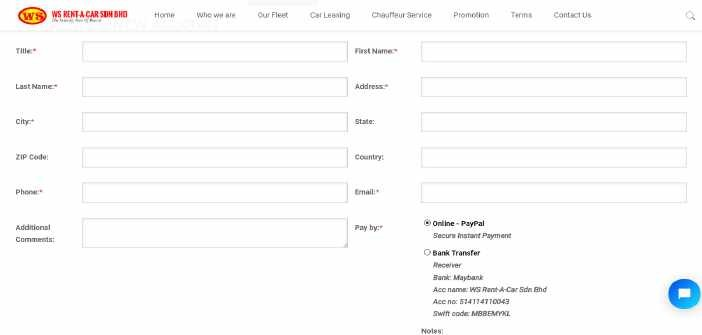 WS RENT-A-CAR SDN BHD
Home Who we are Our Fleet Car Leasing Chauffeur Service Promotion Terms Contact Us
Title:* First Name:*
Last Name:* Address:*
City:* State:
ZIP Code: Country:
Phone:* Email:*
Additional Comments: Pay by:* Online - PayPal
Secure Instant Payment
Bank Transfer
Receiver
Bank: Maybank
Acc name: WS Rent-A-Car Sdn Bhd
Acc no: 514114110043
Swift code: MBBEMYKL
Notes: